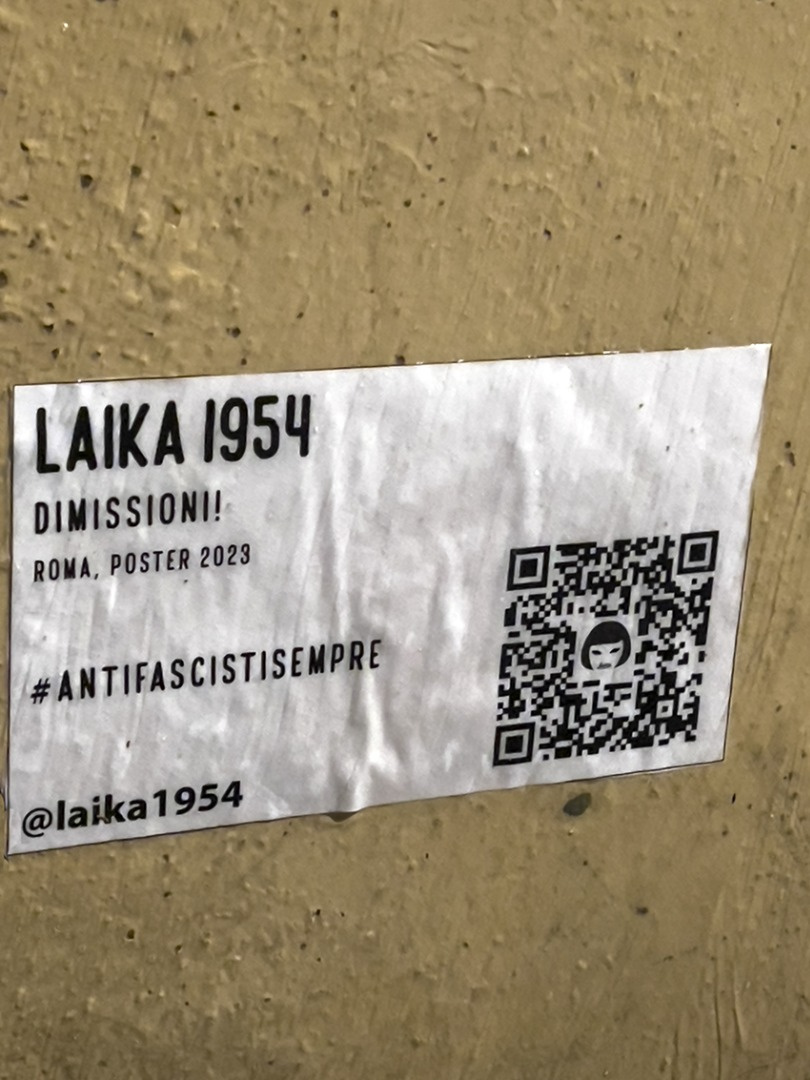 LAIKA 1954
DIMISSIONI!
ROMA, POSTER 2023
#ANTIFASCISTISEMPRE
@laika1954